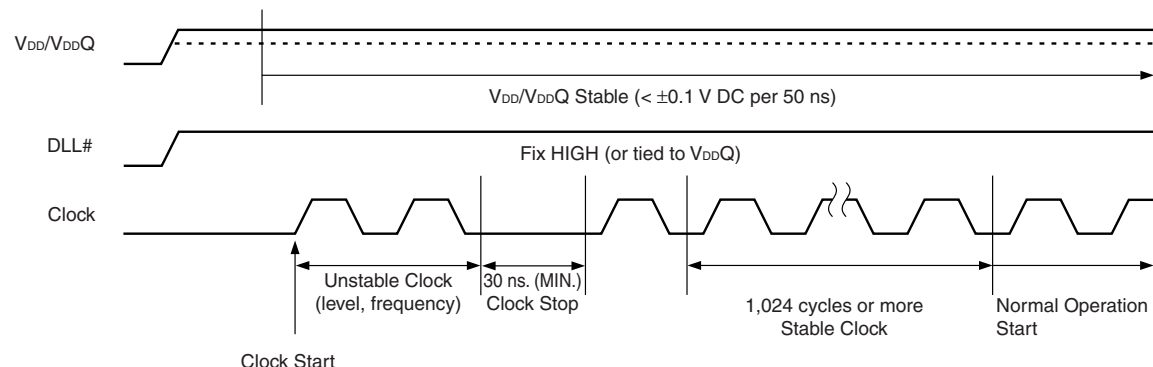 VDD/VDDQ
VDD/VDDQ Stable (< ±0.1 V DC per 50 ns)
DLL#
Fix HIGH (or tied to VDDQ)
Clock
Unstable Clock
(level, frequency)
30 ns. (MIN.)
Clock Stop
1,024 cycles or more
Stable Clock
Normal Operation
Start
Clock Start